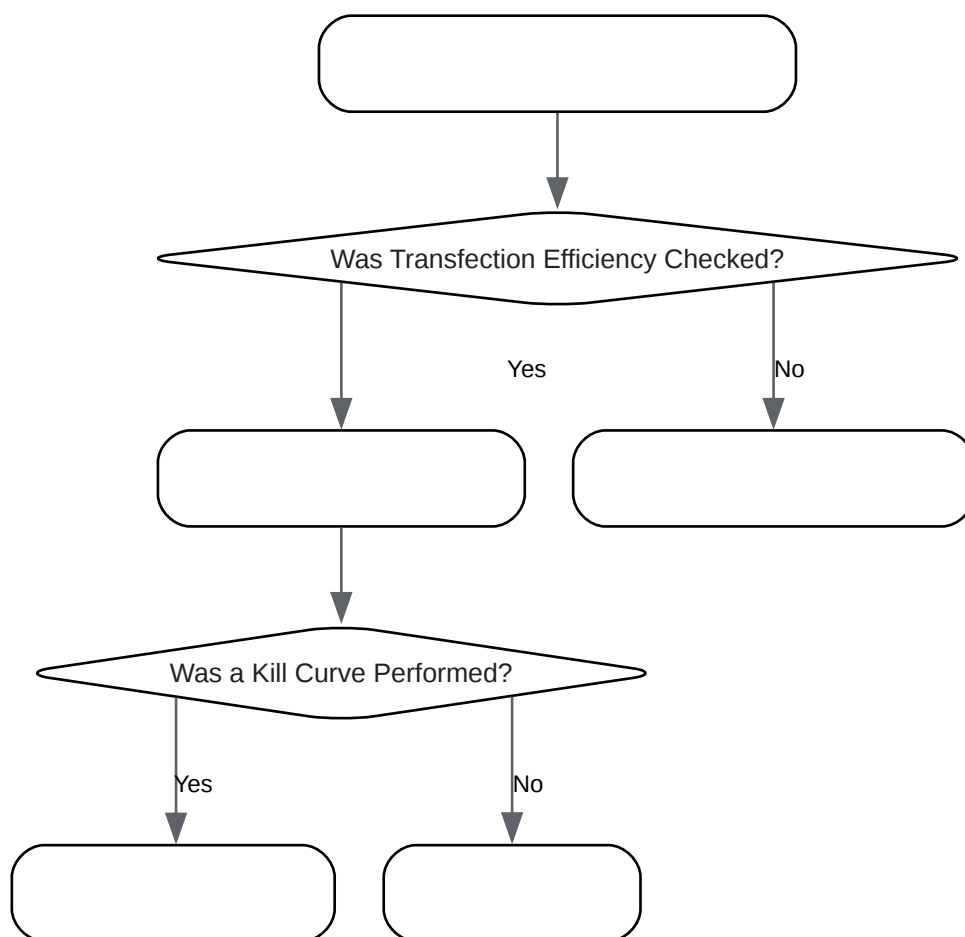 Was Transfection Efficiency Checked?
Yes
No
Was a Kill Curve Performed?
Yes
No